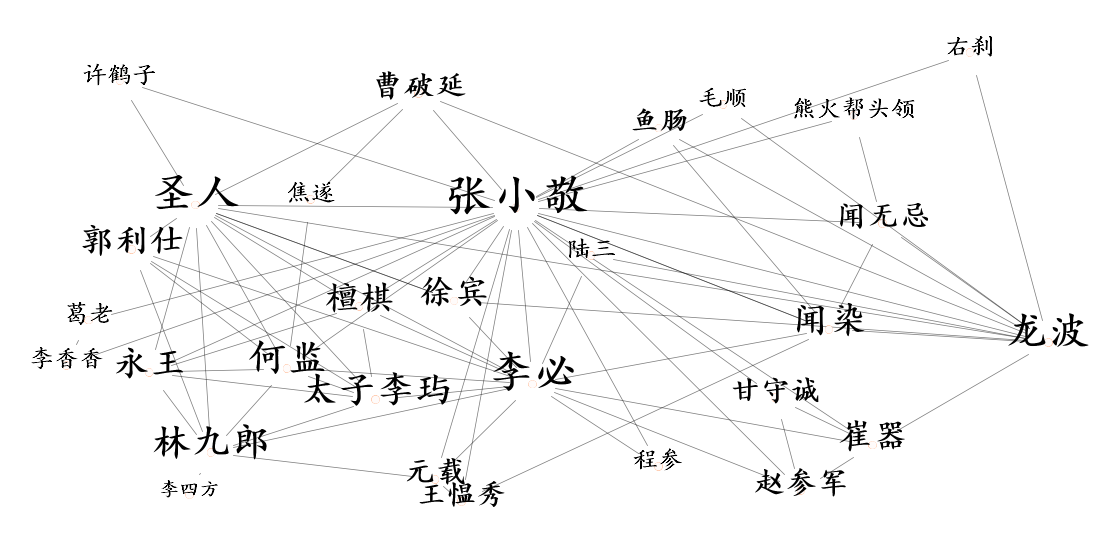 右刹
许鹤子
曹破延
毛顺
熊火帮头领
鱼肠
圣人
焦遂
张小敬
闻无忌
郭利仕
陆三
檀棋
徐宾
葛老
闻染
龙波
李香香
永王
何监
太子李玙
李必
甘守诚
林九郎
崔器
元载
程参
李四方
王愠秀
赵参军